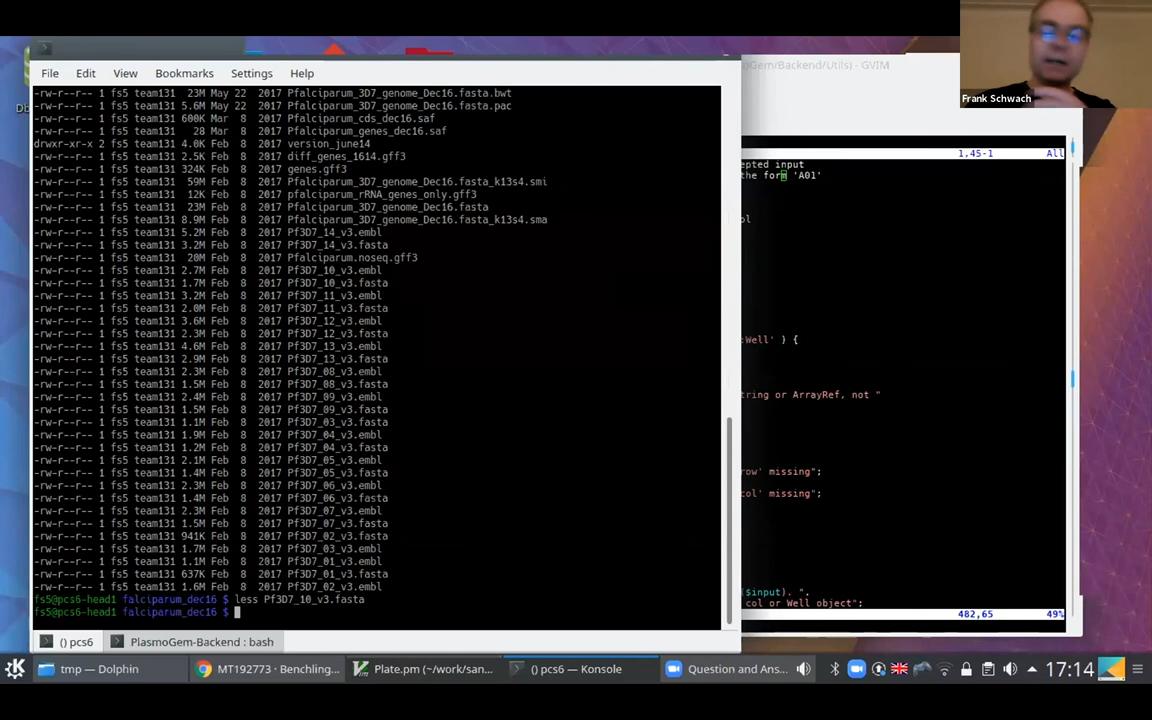 Frank Schwach
File Edit View Bookmarks Settings Help
-rw-r--r-- 1 fs5 team131 23M May 22 2017 Pfalciparum_3D7_genome_Dec16.fasta.bwt
-rw-r--r-- 1 fs5 team131 5.6M May 22 2017 Pfalciparum_3D7_genome_Dec16.fasta.pac
-rw-r--r-- 1 fs5 team131 600K Mar 8 2017 Pfalciparum_cds_dec16.saf
-rw-r--r-- 1 fs5 team131 28 Mar 8 2017 Pfalciparum_genes_dec16.saf
drwxr-xr-x 2 fs5 team131 4.0K Feb 8 2017 version_june14
-rw-r--r-- 1 fs5 team131 2.5K Feb 8 2017 diff_genes_1614.gff3
-rw-r--r-- 1 fs5 team131 324K Feb 8 2017 genes.gff3
-rw-r--r-- 1 fs5 team131 59M Feb 8 2017 Pfalciparum_3D7_genome_Dec16.fasta_k13s4.smi
-rw-r--r-- 1 fs5 team131 12K Feb 8 2017 pfalciparum_rRNA_genes_only.gff3
-rw-r--r-- 1 fs5 team131 23M Feb 8 2017 Pfalciparum_3D7_genome_Dec16.fasta
-rw-r--r-- 1 fs5 team131 8.9M Feb 8 2017 Pfalciparum_3D7_genome_Dec16.fasta_k13s4.sma
-rw-r--r-- 1 fs5 team131 5.2M Feb 8 2017 Pf3D7_14_v3.embl
-rw-r--r-- 1 fs5 team131 3.2M Feb 8 2017 Pf3D7_14_v3.fasta
-rw-r--r-- 1 fs5 team131 20M Feb 8 2017 Pfalciparum.noseq.gff3
-rw-r--r-- 1 fs5 team131 2.7M Feb 8 2017 Pf3D7_10_v3.embl
-rw-r--r-- 1 fs5 team131 1.7M Feb 8 2017 Pf3D7_10_v3.fasta
-rw-r--r-- 1 fs5 team131 3.2M Feb 8 2017 Pf3D7_11_v3.embl
-rw-r--r-- 1 fs5 team131 2.0M Feb 8 2017 Pf3D7_11_v3.fasta
-rw-r--r-- 1 fs5 team131 3.6M Feb 8 2017 Pf3D7_12_v3.embl
-rw-r--r-- 1 fs5 team131 2.3M Feb 8 2017 Pf3D7_12_v3.fasta
-rw-r--r-- 1 fs5 team131 4.6M Feb 8 2017 Pf3D7_13_v3.embl
-rw-r--r-- 1 fs5 team131 2.9M Feb 8 2017 Pf3D7_13_v3.fasta
-rw-r--r-- 1 fs5 team131 2.3M Feb 8 2017 Pf3D7_08_v3.embl
-rw-r--r-- 1 fs5 team131 1.5M Feb 8 2017 Pf3D7_08_v3.fasta
-rw-r--r-- 1 fs5 team131 2.4M Feb 8 2017 Pf3D7_09_v3.embl
-rw-r--r-- 1 fs5 team131 1.5M Feb 8 2017 Pf3D7_09_v3.fasta
-rw-r--r-- 1 fs5 team131 1.1M Feb 8 2017 Pf3D7_03_v3.fasta
-rw-r--r-- 1 fs5 team131 1.9M Feb 8 2017 Pf3D7_04_v3.embl
-rw-r--r-- 1 fs5 team131 1.2M Feb 8 2017 Pf3D7_04_v3.fasta
-rw-r--r-- 1 fs5 team131 2.1M Feb 8 2017 Pf3D7_05_v3.embl
-rw-r--r-- 1 fs5 team131 1.4M Feb 8 2017 Pf3D7_05_v3.fasta
-rw-r--r-- 1 fs5 team131 2.3M Feb 8 2017 Pf3D7_06_v3.embl
-rw-r--r-- 1 fs5 team131 1.4M Feb 8 2017 Pf3D7_06_v3.fasta
-rw-r--r-- 1 fs5 team131 2.3M Feb 8 2017 Pf3D7_07_v3.embl
-rw-r--r-- 1 fs5 team131 1.5M Feb 8 2017 Pf3D7_07_v3.fasta
-rw-r--r-- 1 fs5 team131 941K Feb 8 2017 Pf3D7_02_v3.fasta
-rw-r--r-- 1 fs5 team131 1.7M Feb 8 2017 Pf3D7_03_v3.embl
-rw-r--r-- 1 fs5 team131 1.1M Feb 8 2017 Pf3D7_01_v3.embl
-rw-r--r-- 1 fs5 team131 637K Feb 8 2017 Pf3D7_01_v3.fasta
-rw-r--r-- 1 fs5 team131 1.6M Feb 8 2017 Pf3D7_02_v3.embl
fs5@pcs6-head1 falciparum_dec16 $ less Pf3D7_10_v3.fasta
fs5@pcs6-head1 falciparum_dec16 $
() pcs6 PlasmoGem-Backend : bash
Gem/Backend/Utils) - GVIM
1,45-1 All
epted input
the form 'A01'
ol
:Well' ) {
tring or ArrayRef, not "
row' missing";
col' missing";
($input). ",
col or Well object";
482,65 49%
tmp — Dolphin MT192773 – Benchling... Plate.pm (~/work/san... () pcs6 — Konsole Question and Ans... 17:14